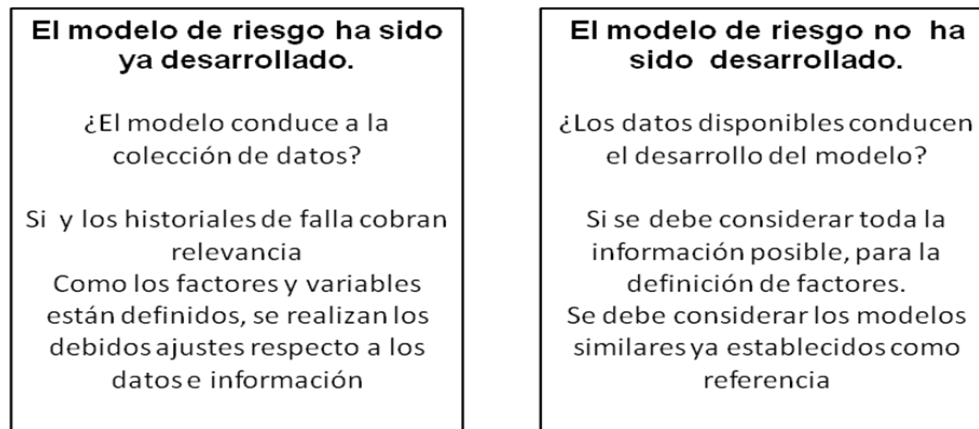 El modelo de riesgo ha sido
ya desarrollado.
¿El modelo conduce a la
colección de datos?
Si y los historiales de falla cobran
relevancia
Como los factores y variables
están definidos, se realizan los
debidos ajustes respecto a los
datos e información
El modelo de riesgo no ha
sido desarrollado.
¿Los datos disponibles conducen
el desarrollo del modelo?
Si se debe considerar toda la
información posible, para la
definición de factores.
Se debe considerar los modelos
similares ya establecidos como
referencia